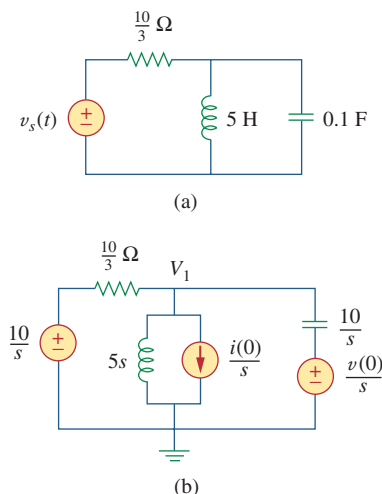 10/3 Ω
v_s(t)
+
−
5 H
0.1 F
(a)
10/3 Ω
V_1
10/s
+
−
5s
i(0)/s
10/s
+
−
v(0)/s
(b)